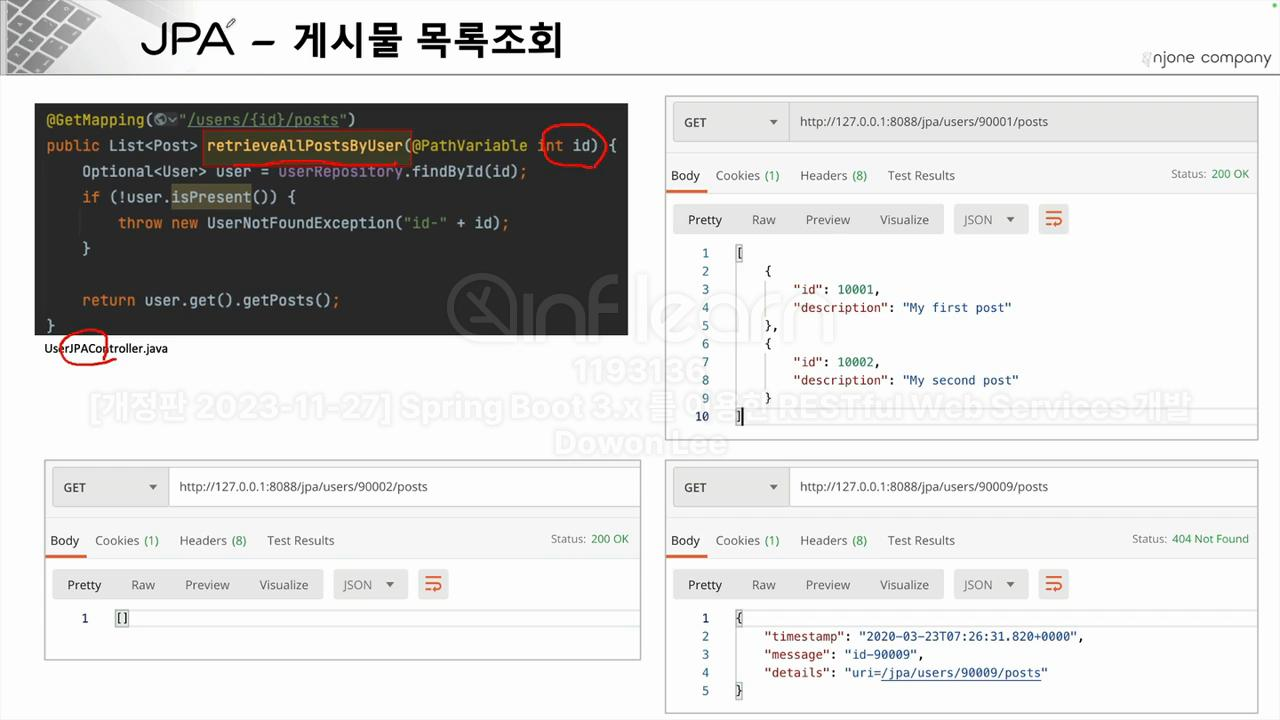 JPA - 게시물 목록조회
njone company
@GetMapping("/users/{id}/posts")
public List<Post> retrieveAllPostsByUser(@PathVariable int id) {
Optional<User> user = userRepository.findById(id);
if (!user.isPresent()) {
throw new UserNotFoundException("id-" + id);
}
return user.get().getPosts();
}
UserJPAController.java
GET http://127.0.0.1:8088/jpa/users/90001/posts
Body Cookies (1) Headers (8) Test Results Status: 200 OK
Pretty Raw Preview Visualize JSON
1 [
2 {
3 "id": 10001,
4 "description": "My first post"
5 },
6 {
7 "id": 10002,
8 "description": "My second post"
9 }
10 ]
inflearn
1193136
[개정판 2023-11-27] Spring Boot 3.x 를 이용한 RESTful Web Services 개발
Dowon Lee
GET http://127.0.0.1:8088/jpa/users/90002/posts
Body Cookies (1) Headers (8) Test Results Status: 200 OK
Pretty Raw Preview Visualize JSON
1 []
GET http://127.0.0.1:8088/jpa/users/90009/posts
Body Cookies (1) Headers (8) Test Results Status: 404 Not Found
Pretty Raw Preview Visualize JSON
1 {
2 "timestamp": "2020-03-23T07:26:31.820+0000",
3 "message": "id-90009",
4 "details": "uri=/jpa/users/90009/posts"
5 }